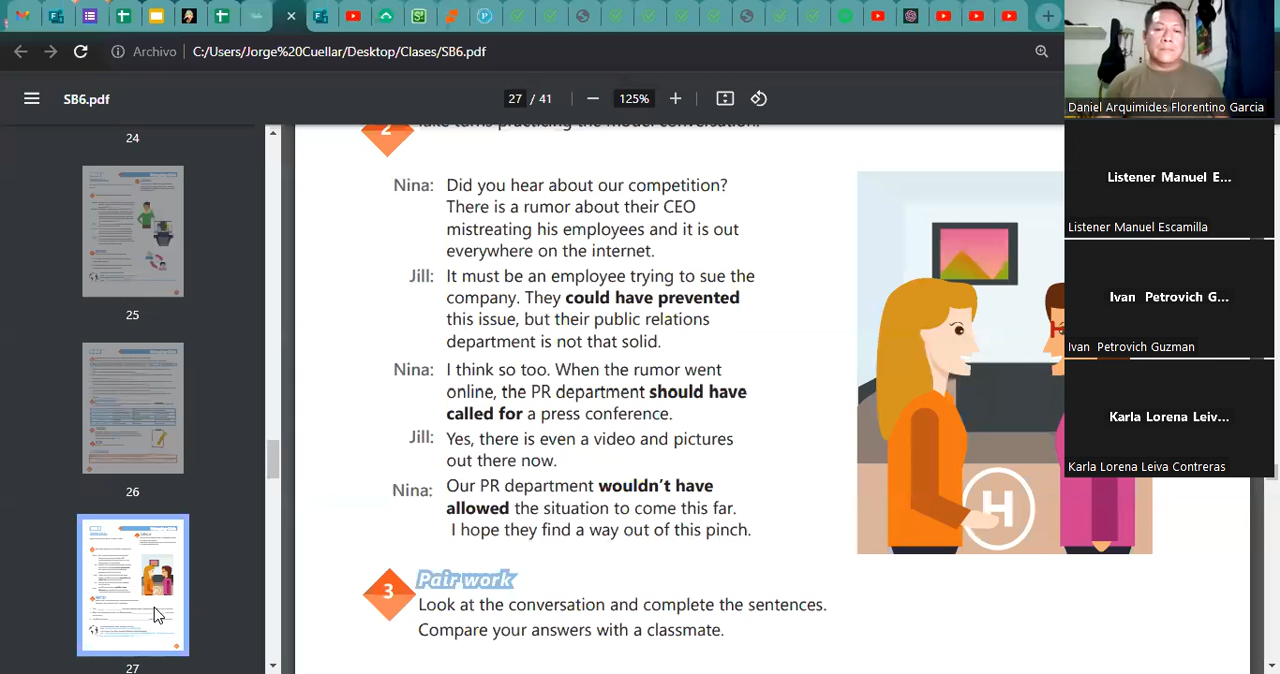 Archivo
C:/Users/Jorge%20Cuellar/Desktop/Clases/SB6.pdf
SB6.pdf
27 / 41
125%
24
25
26
27
2
Take turns practicing the model conversation.
Nina: Did you hear about our competition?
There is a rumor about their CEO
mistreating his employees and it is out
everywhere on the internet.
Jill: It must be an employee trying to sue the
company. They could have prevented
this issue, but their public relations
department is not that solid.
Nina: I think so too. When the rumor went
online, the PR department should have
called for a press conference.
Jill: Yes, there is even a video and pictures
out there now.
Nina: Our PR department wouldn't have
allowed the situation to come this far.
I hope they find a way out of this pinch.
H
3
Pair work
Look at the conversation and complete the sentences.
Compare your answers with a classmate.
Daniel Arquimides Florentino Garcia
Listener Manuel E...
Listener Manuel Escamilla
Ivan Petrovich G...
Ivan Petrovich Guzman
Karla Lorena Leiv...
Karla Lorena Leiva Contreras